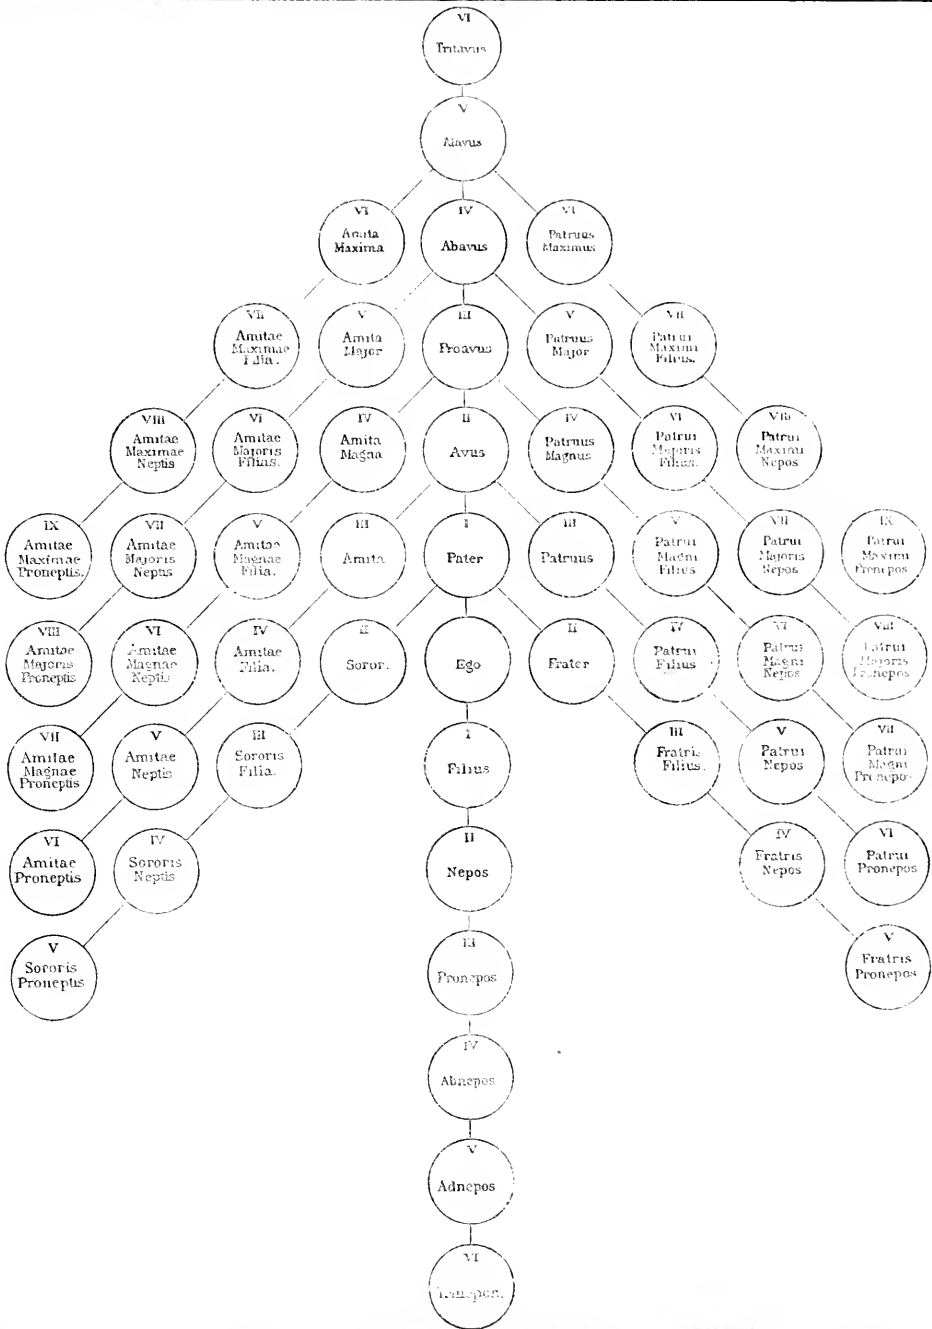 VI
Tritavus
V
Atavus
VI
IV
VI
Amita
Maxima
Abavus
Patruus
Maximus
VII
V
III
V
VII
Amitae
Maximae
Filia.
Amita
Major
Proavus
Patruus
Major
Patrui
Maximi
Filius.
VIII
VI
IV
II
IV
VI
VIII
Amitae
Maximae
Neptis
Amitae
Majoris
Filius.
Amita
Magna
Avus
Patruus
Magnus
Patrui
Majoris
Filius.
Patrui
Maximi
Nepos
IX
VII
V
III
I
III
V
VII
IX
Amitae
Maximae
Proneptis.
Amitae
Majoris
Neptis
Amitae
Magnae
Filia.
Amita
Pater
Patruus
Patrui
Magni
Filius
Patrui
Majoris
Nepos
Patrui
Maximi
Pronepos
VIII
VI
IV
II
II
IV
VI
VIII
Amitae
Majoris
Proneptis
Amitae
Magnae
Neptis
Amitae
Filia.
Soror.
Ego
Frater
Patrui
Filius
Patrui
Magni
Nepos
Patrui
Majoris
Pronepos
VII
V
III
I
III
V
VII
Amitae
Magnae
Proneptis
Amitae
Neptis
Sororis
Filia.
Filius
Fratris
Filius.
Patrui
Nepos
Patrui
Magni
Pronepos
VI
IV
II
IV
VI
Amitae
Proneptis
Sororis
Neptis
Nepos
Fratris
Nepos
Patrui
Pronepos
V
III
V
Sororis
Proneptis
Pronepos
Fratris
Pronepos
IV
Abnepos
V
Adnepos
VI